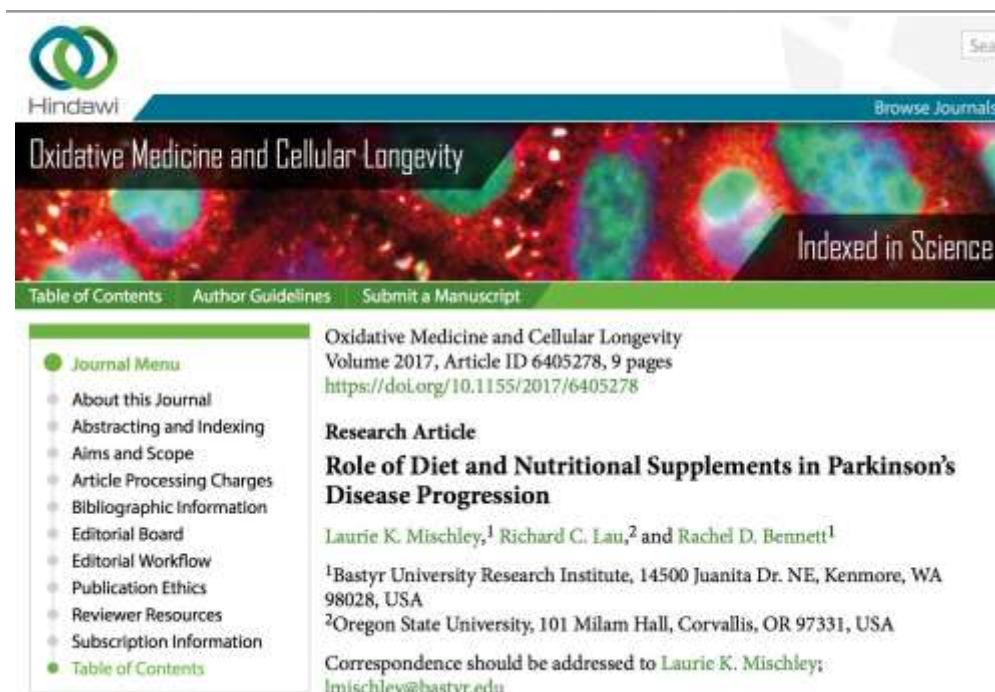 Hindawi
Sea
Browse Journals
Oxidative Medicine and Cellular Longevity
Indexed in Science
Table of Contents Author Guidelines Submit a Manuscript
Journal Menu
About this Journal
Abstracting and Indexing
Aims and Scope
Article Processing Charges
Bibliographic Information
Editorial Board
Editorial Workflow
Publication Ethics
Reviewer Resources
Subscription Information
Table of Contents
Oxidative Medicine and Cellular Longevity
Volume 2017, Article ID 6405278, 9 pages
https://doi.org/10.1155/2017/6405278
Research Article
Role of Diet and Nutritional Supplements in Parkinson's
Disease Progression
Laurie K. Mischley,1 Richard C. Lau,2 and Rachel D. Bennett1
1Bastyr University Research Institute, 14500 Juanita Dr. NE, Kenmore, WA
98028, USA
2Oregon State University, 101 Milam Hall, Corvallis, OR 97331, USA
Correspondence should be addressed to Laurie K. Mischley;
lmischley@bastyr.edu